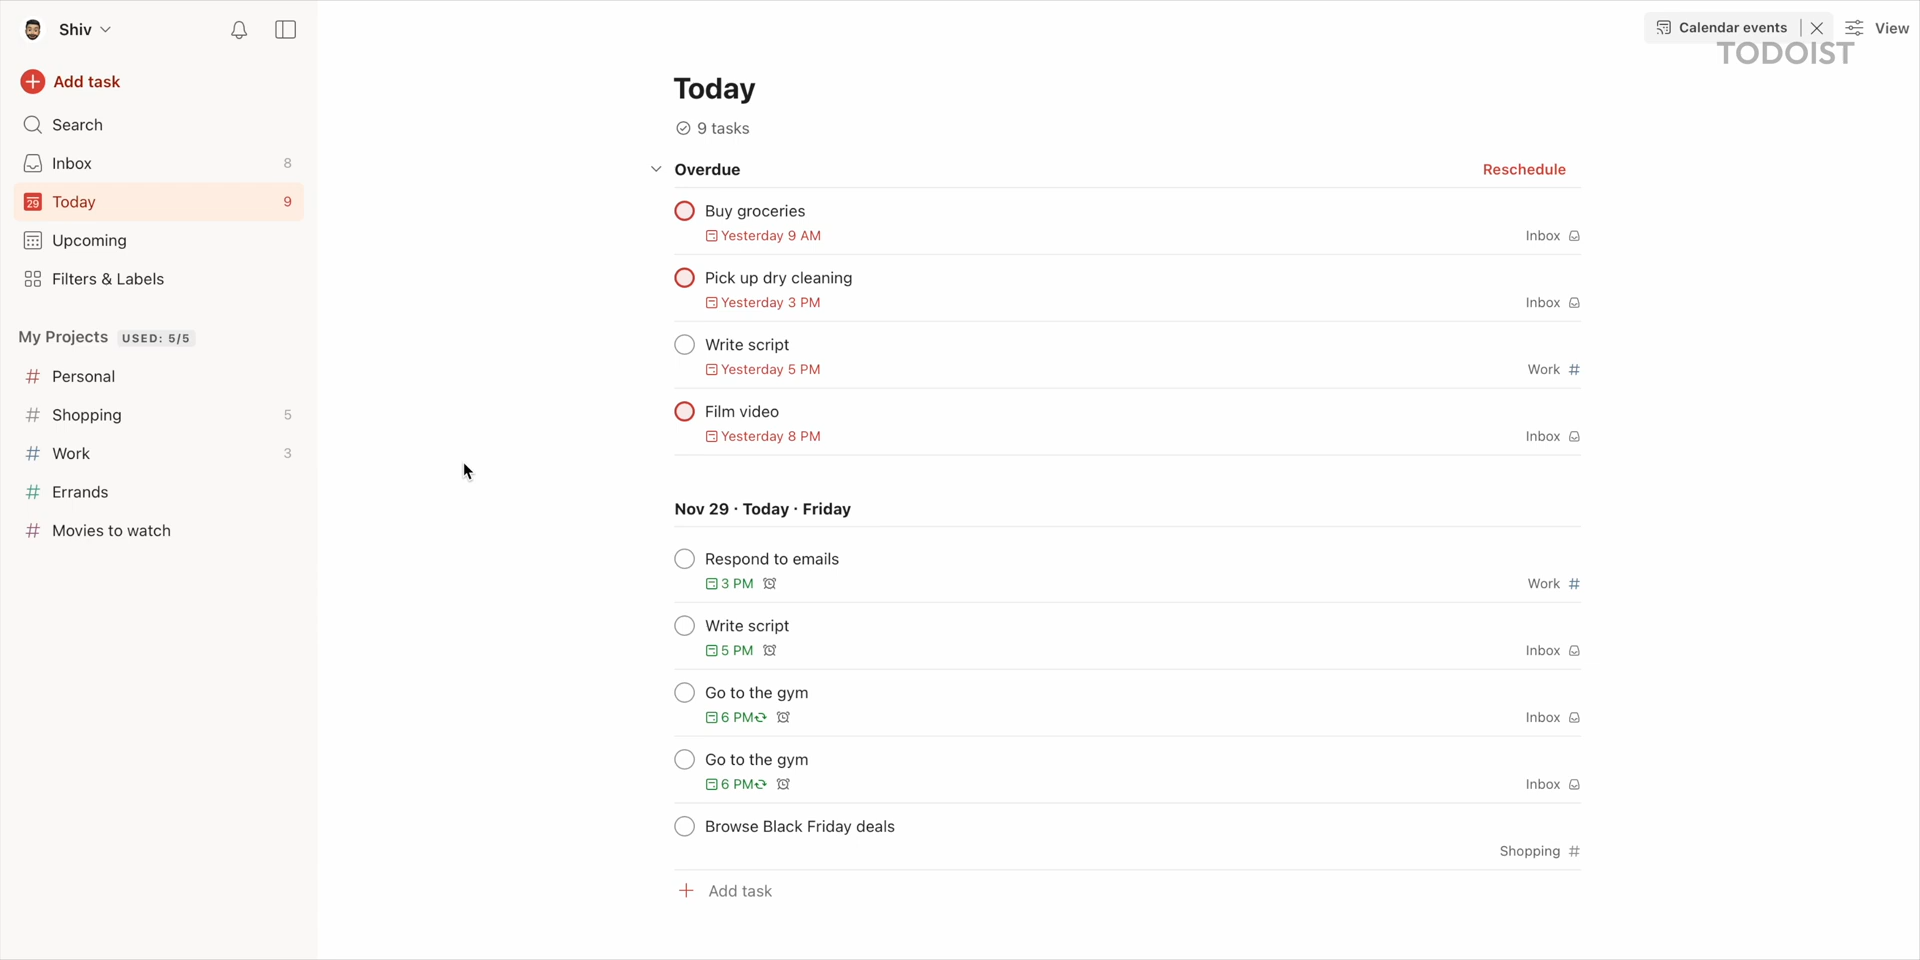 Shiv
Add task
Search
Inbox 8
29 Today 9
Upcoming
Filters & Labels
My Projects USED: 5/5
# Personal
# Shopping 5
# Work 3
# Errands
# Movies to watch
Calendar events
View
TODOIST
Today
9 tasks
Overdue Reschedule
Buy groceries
Yesterday 9 AM Inbox
Pick up dry cleaning
Yesterday 3 PM Inbox
Write script
Yesterday 5 PM Work #
Film video
Yesterday 8 PM Inbox
Nov 29 · Today · Friday
Respond to emails
3 PM Work #
Write script
5 PM Inbox
Go to the gym
6 PM Inbox
Go to the gym
6 PM Inbox
Browse Black Friday deals
Shopping #
Add task